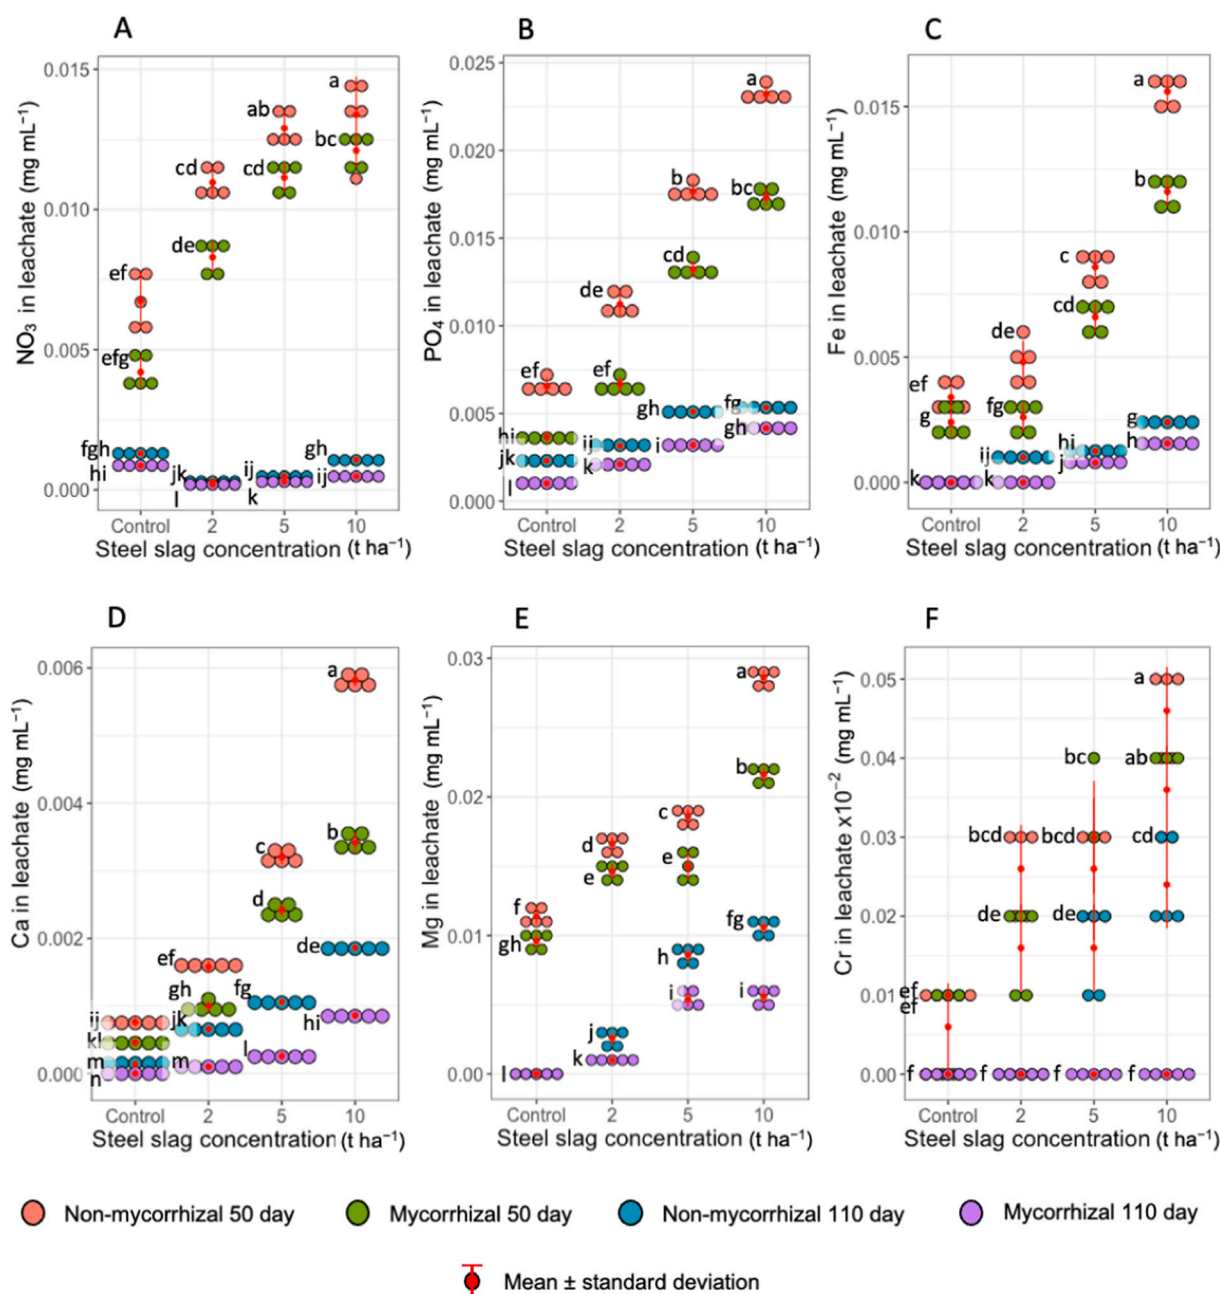 A
B
C
NO₃ in leachate (mg mL⁻¹)
0.015
0.010
0.005
0.000
a
ab
bc
cd
cd
de
ef
efg
fgh
hi
jk
l
ij
k
gh
ij
Control 2 5 10
Steel slag concentration (t ha⁻¹)
PO₄ in leachate (mg mL⁻¹)
0.025
0.020
0.015
0.010
0.005
0.000
a
b
bc
cd
de
ef
ef
hi
jk
l
ij
k
gh
i
fg
gh
Control 2 5 10
Steel slag concentration (t ha⁻¹)
Fe in leachate (mg mL⁻¹)
0.015
0.010
0.005
0.000
a
b
c
cd
de
ef
fg
g
k
ij
k
hi
j
g
h
Control 2 5 10
Steel slag concentration (t ha⁻¹)
D
E
F
Ca in leachate (mg mL⁻¹)
0.006
0.004
0.002
0.000
a
b
c
d
de
ef
gh
fg
ij
jk
kl
hi
m
m
l
n
Control 2 5 10
Steel slag concentration (t ha⁻¹)
Mg in leachate (mg mL⁻¹)
0.03
0.02
0.01
0.00
a
b
c
d
e
e
f
gh
fg
h
i
i
j
k
l
Control 2 5 10
Steel slag concentration (t ha⁻¹)
Cr in leachate x10⁻² (mg mL⁻¹)
0.05
0.04
0.03
0.02
0.01
0.00
a
bc
ab
bcd
bcd
cd
de
de
ef
ef
f
f
f
f
Control 2 5 10
Steel slag concentration (t ha⁻¹)
Non-mycorrhizal 50 day
Mycorrhizal 50 day
Non-mycorrhizal 110 day
Mycorrhizal 110 day
Mean ± standard deviation